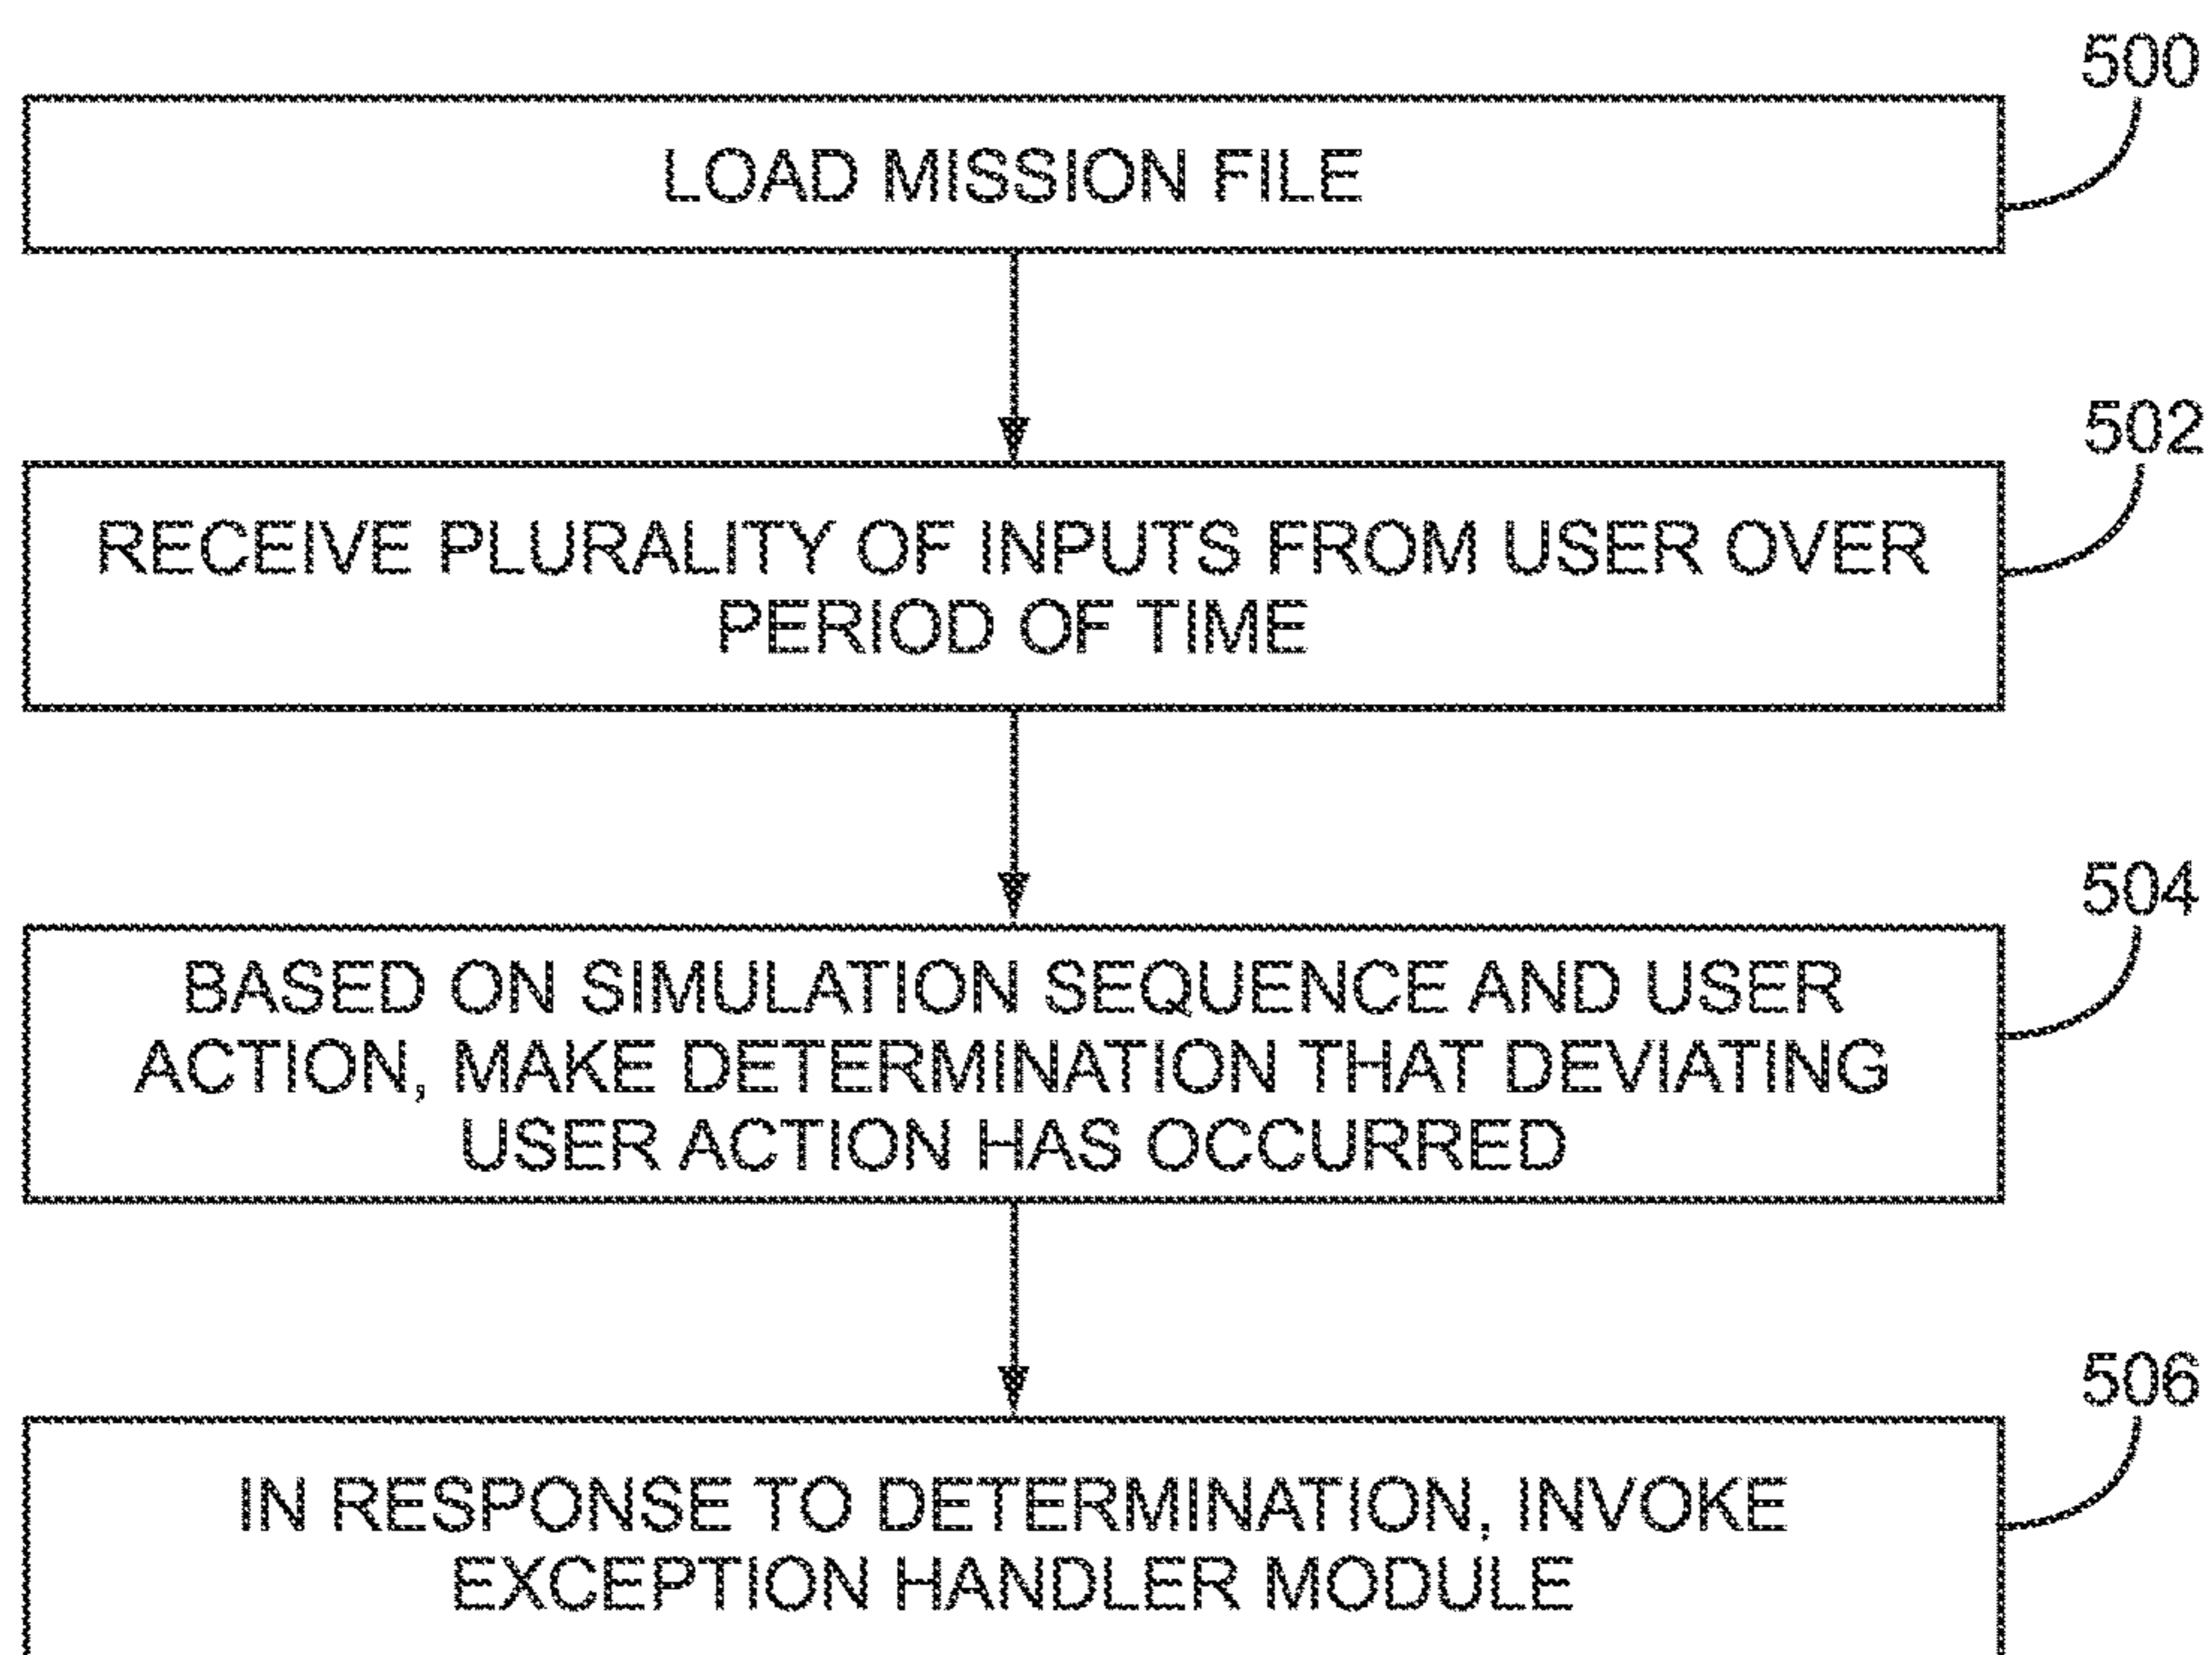 500
LOAD MISSION FILE
502
RECEIVE PLURALITY OF INPUTS FROM USER OVER
PERIOD OF TIME
504
BASED ON SIMULATION SEQUENCE AND USER
ACTION, MAKE DETERMINATION THAT DEVIATING
USER ACTION HAS OCCURRED
506
IN RESPONSE TO DETERMINATION, INVOKE
EXCEPTION HANDLER MODULE